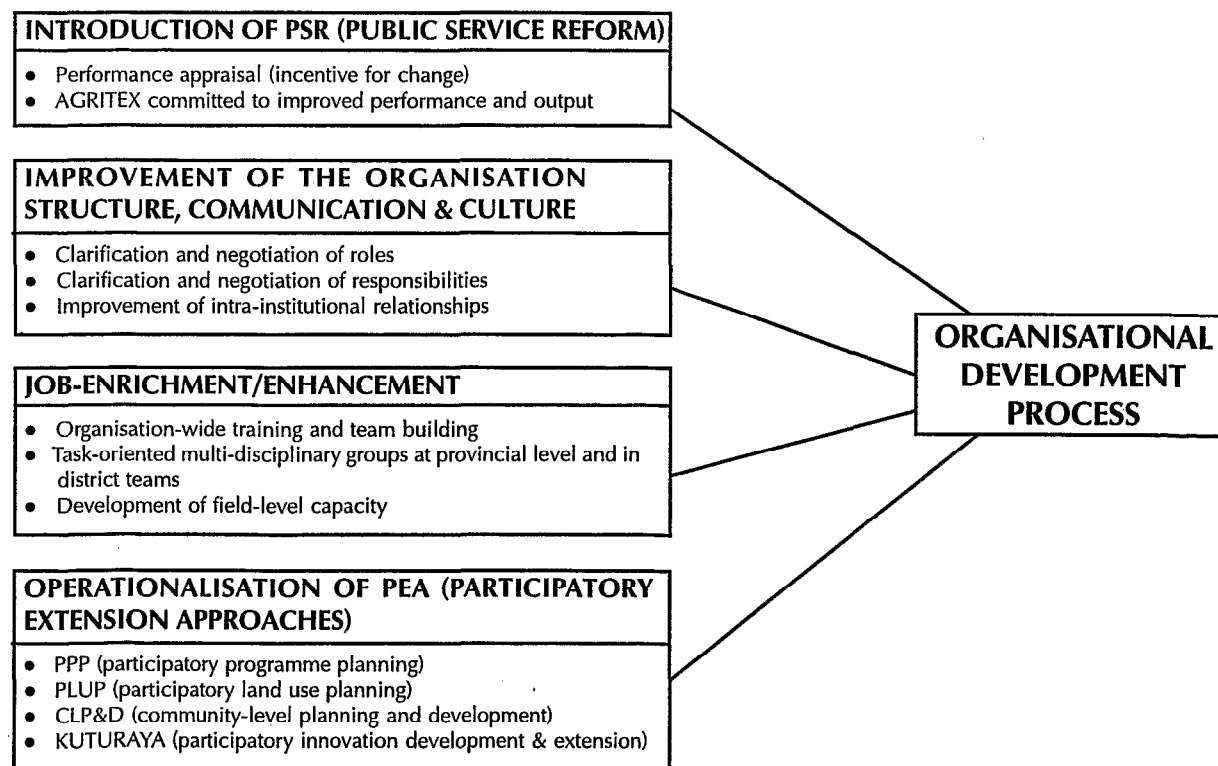 INTRODUCTION OF PSR (PUBLIC SERVICE REFORM)
• Performance appraisal (incentive for change)
• AGRITEX committed to improved performance and output
IMPROVEMENT OF THE ORGANISATION
STRUCTURE, COMMUNICATION & CULTURE
• Clarification and negotiation of roles
• Clarification and negotiation of responsibilities
• Improvement of intra-institutional relationships
JOB-ENRICHMENT/ENHANCEMENT
• Organisation-wide training and team building
• Task-oriented multi-disciplinary groups at provincial level and in
district teams
• Development of field-level capacity
OPERATIONALISATION OF PEA (PARTICIPATORY
EXTENSION APPROACHES)
• PPP (participatory programme planning)
• PLUP (participatory land use planning)
• CLP&D (community-level planning and development)
• KUTURAYA (participatory innovation development & extension)
ORGANISATIONAL
DEVELOPMENT
PROCESS